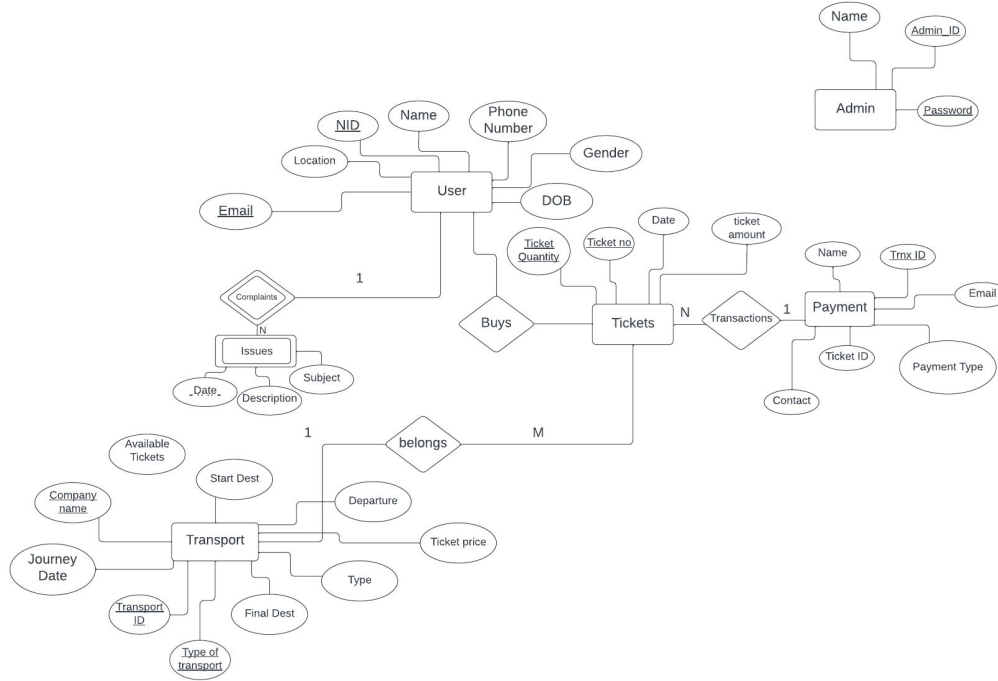 Name
Admin_ID
Admin
Password
Phone
Number
Name
NID
Gender
Location
User
DOB
Email
Date
ticket
amount
Ticket
Quantity
Ticket no
Name
Trnx ID
Email
1
Complaints
N
Issues
Date
Description
Subject
Buys
Tickets
N
Transactions
1
Payment
Ticket ID
Payment Type
Contact
1
belongs
M
Available
Tickets
Start Dest
Company
name
Departure
Transport
Ticket price
Journey
Date
Type
Transport
ID
Final Dest
Type of
transport